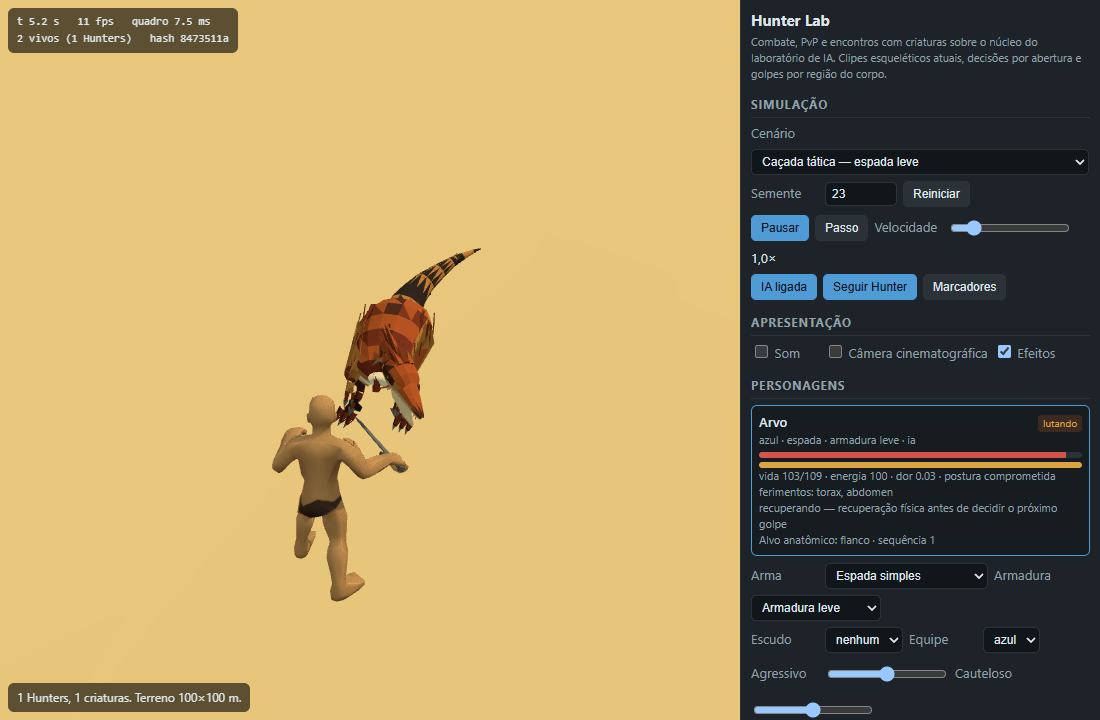 t 5.2 s   11 fps   quadro 7.5 ms
2 vivos (1 Hunters)   hash 8473511a
1 Hunters, 1 criaturas. Terreno 100×100 m.
Hunter Lab
Combate, PvP e encontros com criaturas sobre o núcleo do
laboratório de IA. Clipes esqueléticos atuais, decisões por abertura e
golpes por região do corpo.
SIMULAÇÃO
Cenário
Caçada tática — espada leve
Semente 23 Reiniciar
Pausar Passo Velocidade
1,0×
IA ligada Seguir Hunter Marcadores
APRESENTAÇÃO
Som Câmera cinematográfica Efeitos
PERSONAGENS
Arvo lutando
azul · espada · armadura leve · ia
vida 103/109 · energia 100 · dor 0.03 · postura comprometida
ferimentos: torax, abdomen
recuperando — recuperação física antes de decidir o próximo
golpe
Alvo anatômico: flanco · sequência 1
Arma Espada simples Armadura
Armadura leve
Escudo nenhum Equipe azul
Agressivo Cauteloso